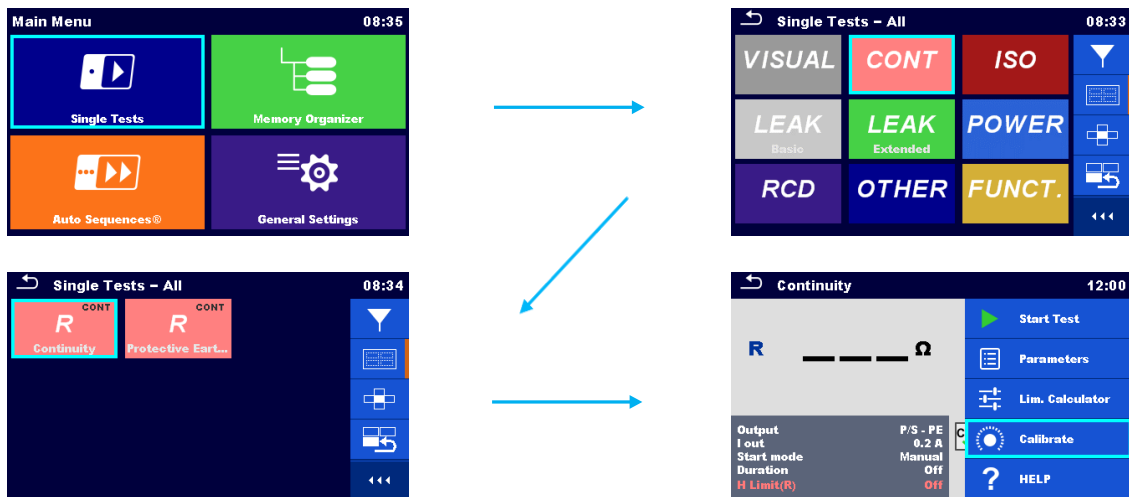 Main Menu 08:35
Single Tests
Memory Organizer
Auto Sequences®
General Settings
Single Tests – All 08:33
VISUAL CONT ISO
LEAK LEAK POWER
Basic Extended
RCD OTHER FUNCT.
Single Tests – All 08:34
CONT CONT
R R
Continuity Protective Eart...
Continuity 12:00
Start Test
R ___ Ω
Parameters
Lim. Calculator
Output P/S - PE
I out 0.2 A
Start mode Manual
Duration Off
H Limit(R) Off
C
Calibrate
? HELP